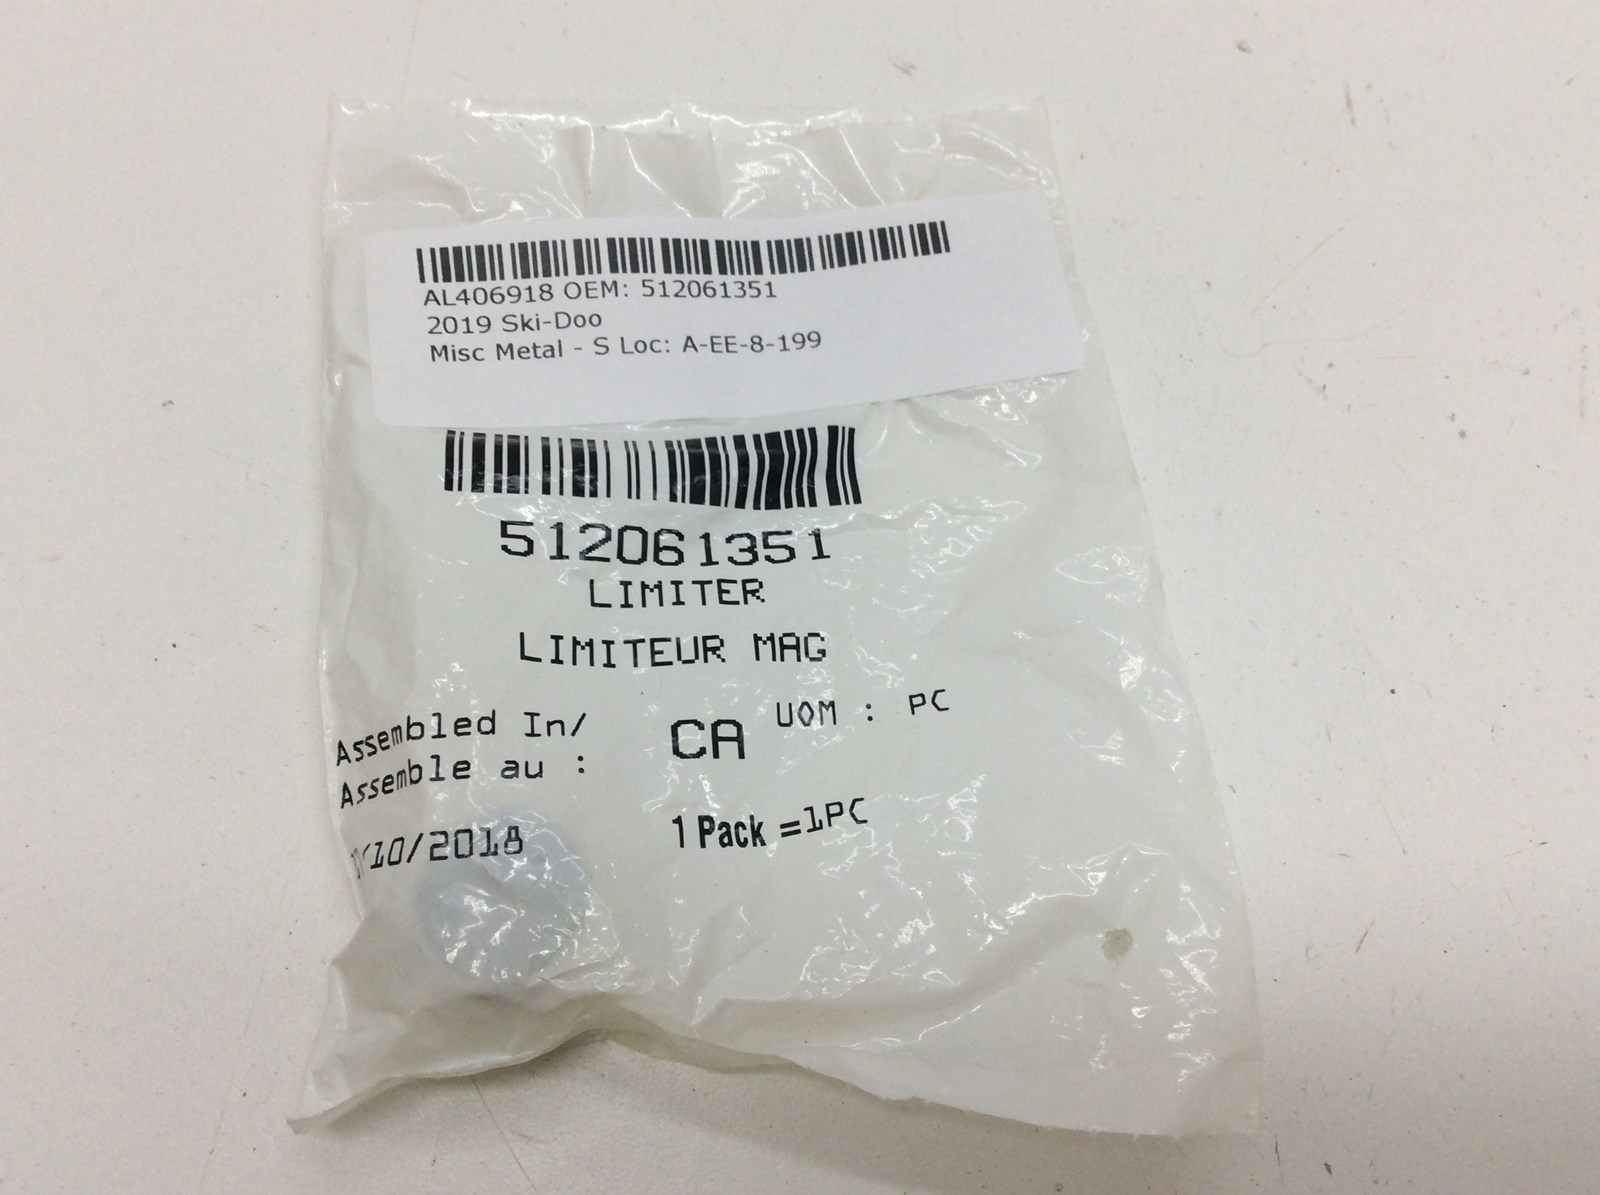 AL406918 OEM: 512061351
2019 Ski-Doo
Misc Metal - S Loc: A-EE-8-199
512061351
LIMITER
LIMITEUR MAG
Assembled In/
Assemble au :
CA
UOM : PC
/10/2018
1 Pack =1PC